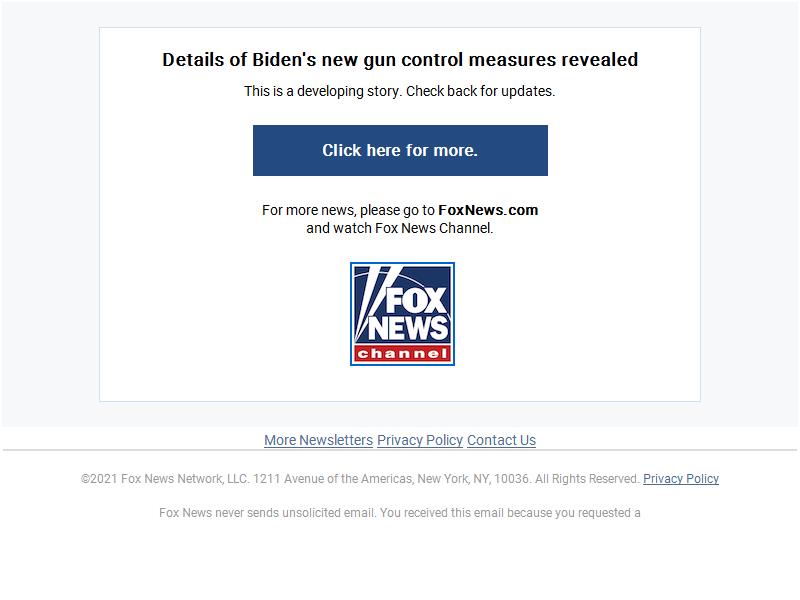 Details of Biden's new gun control measures revealed
This is a developing story. Check back for updates.
Click here for more.
For more news, please go to FoxNews.com
and watch Fox News Channel.
FOX
NEWS
channel
More Newsletters Privacy Policy Contact Us
©2021 Fox News Network, LLC. 1211 Avenue of the Americas, New York, NY, 10036. All Rights Reserved. Privacy Policy
Fox News never sends unsolicited email. You received this email because you requested a